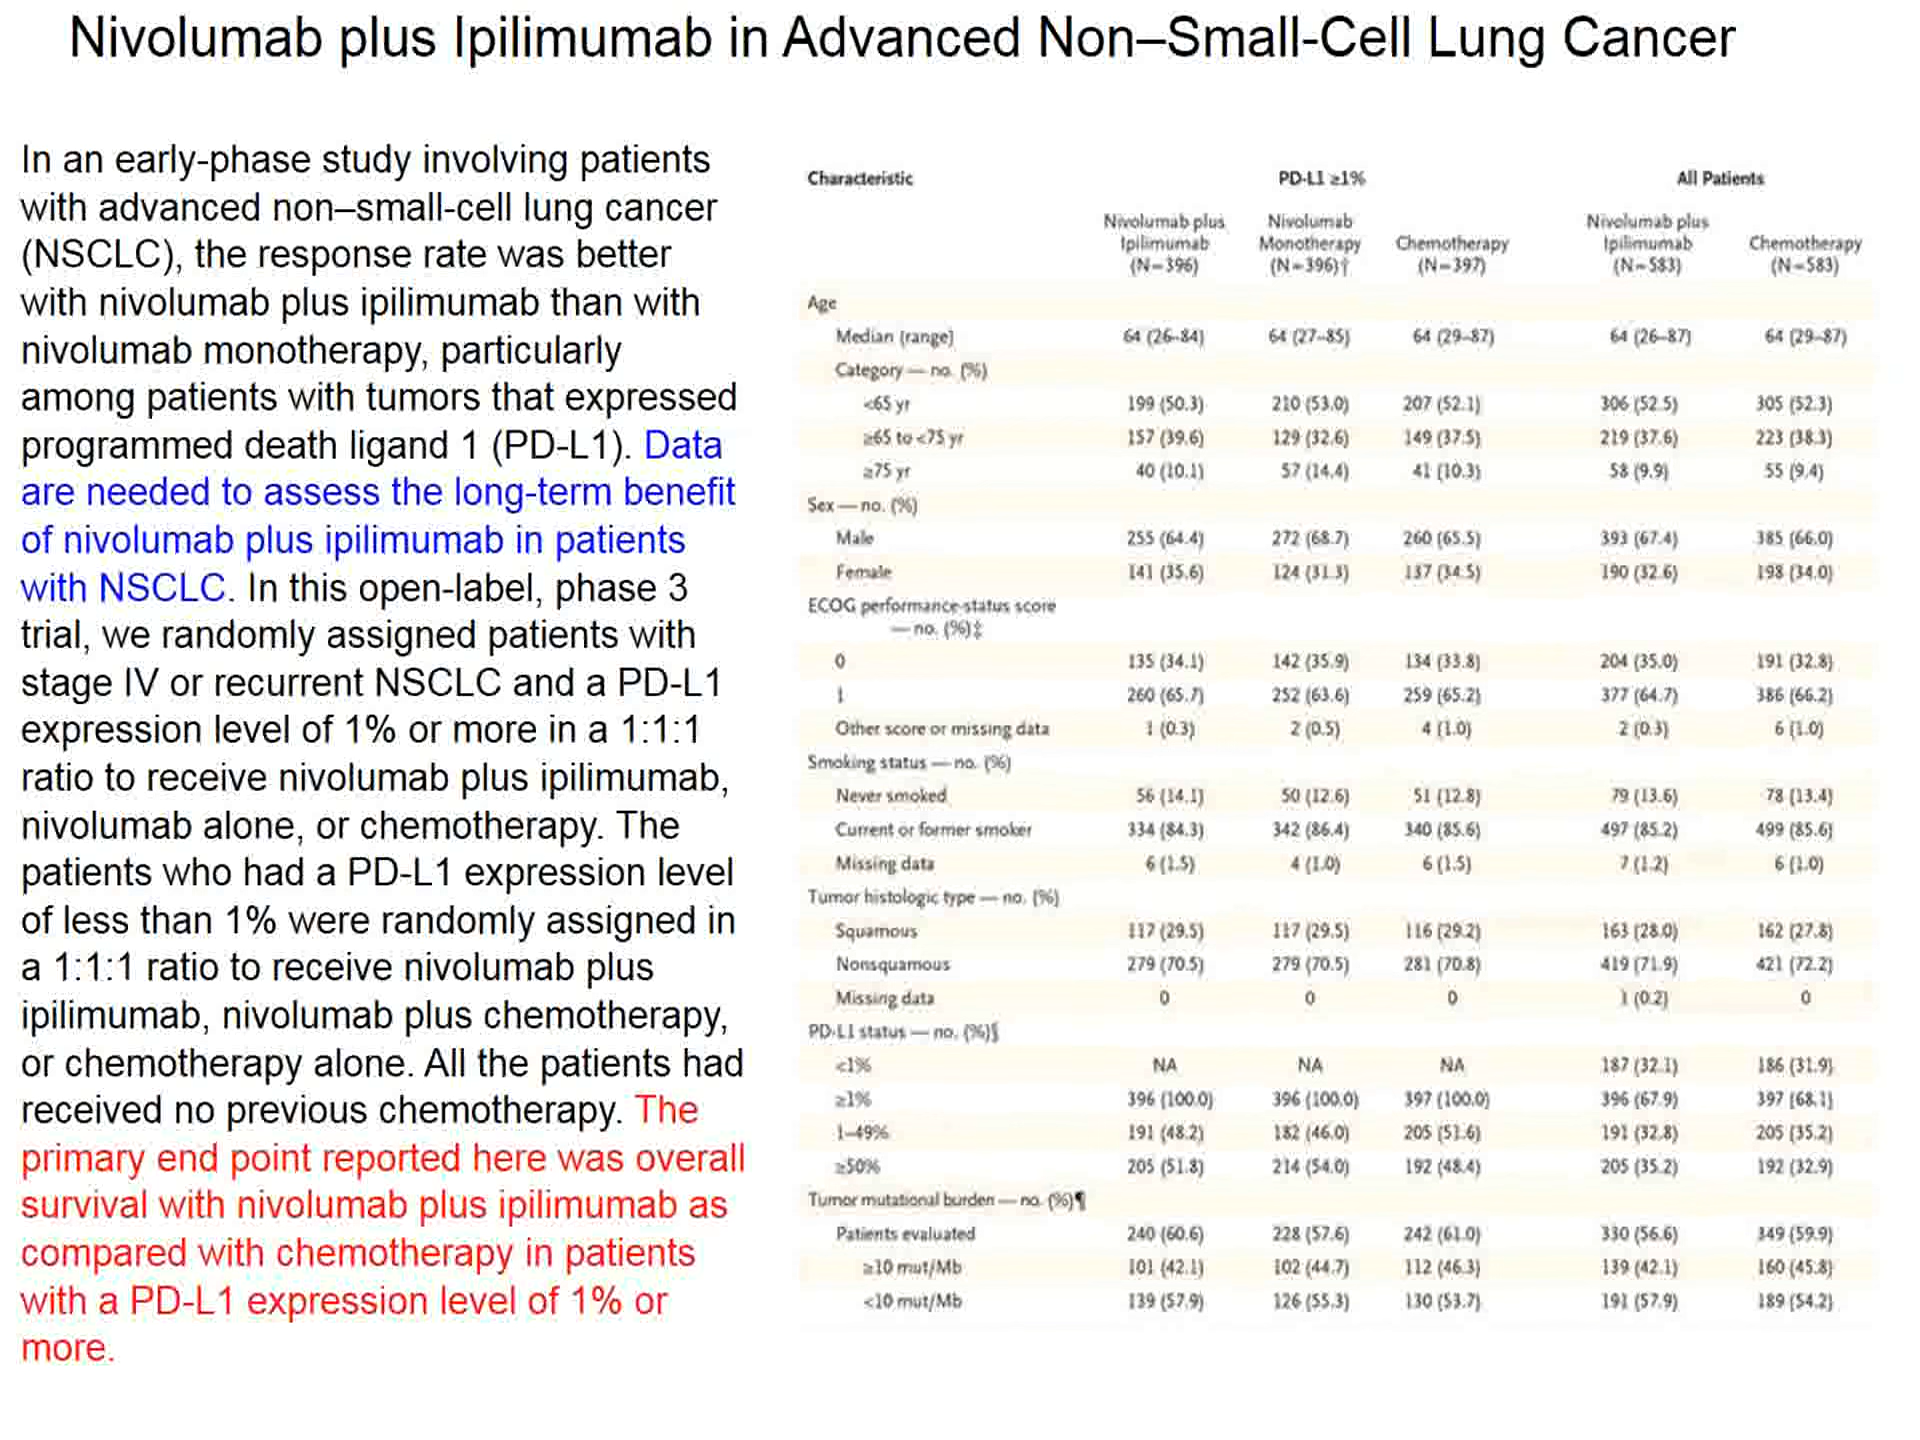 Nivolumab plus Ipilimumab in Advanced Non–Small-Cell Lung Cancer
In an early-phase study involving patients
with advanced non–small-cell lung cancer
(NSCLC), the response rate was better
with nivolumab plus ipilimumab than with
nivolumab monotherapy, particularly
among patients with tumors that expressed
programmed death ligand 1 (PD-L1). Data
are needed to assess the long-term benefit
of nivolumab plus ipilimumab in patients
with NSCLC. In this open-label, phase 3
trial, we randomly assigned patients with
stage IV or recurrent NSCLC and a PD-L1
expression level of 1% or more in a 1:1:1
ratio to receive nivolumab plus ipilimumab,
nivolumab alone, or chemotherapy. The
patients who had a PD-L1 expression level
of less than 1% were randomly assigned in
a 1:1:1 ratio to receive nivolumab plus
ipilimumab, nivolumab plus chemotherapy,
or chemotherapy alone. All the patients had
received no previous chemotherapy. The
primary end point reported here was overall
survival with nivolumab plus ipilimumab as
compared with chemotherapy in patients
with a PD-L1 expression level of 1% or
more.
Characteristic PD-L1 ≥1% All Patients
Nivolumab plus Nivolumab Nivolumab plus
Ipilimumab Monotherapy Chemotherapy Ipilimumab Chemotherapy
(N=396) (N=396)† (N=397) (N=583) (N=583)
Age
Median (range) 64 (26–84) 64 (27–85) 64 (29–87) 64 (26–87) 64 (29–87)
Category — no. (%)
<65 yr 199 (50.3) 210 (53.0) 207 (52.1) 306 (52.5) 305 (52.3)
≥65 to <75 yr 157 (39.6) 129 (32.6) 149 (37.5) 219 (37.6) 223 (38.3)
≥75 yr 40 (10.1) 57 (14.4) 41 (10.3) 58 (9.9) 55 (9.4)
Sex — no. (%)
Male 255 (64.4) 272 (68.7) 260 (65.5) 393 (67.4) 385 (66.0)
Female 141 (35.6) 124 (31.3) 137 (34.5) 190 (32.6) 198 (34.0)
ECOG performance-status score
— no. (%)‡
0 135 (34.1) 142 (35.9) 134 (33.8) 204 (35.0) 191 (32.8)
1 260 (65.7) 252 (63.6) 259 (65.2) 377 (64.7) 386 (66.2)
Other score or missing data 1 (0.3) 2 (0.5) 4 (1.0) 2 (0.3) 6 (1.0)
Smoking status — no. (%)
Never smoked 56 (14.1) 50 (12.6) 51 (12.8) 79 (13.6) 78 (13.4)
Current or former smoker 334 (84.3) 342 (86.4) 340 (85.6) 497 (85.2) 499 (85.6)
Missing data 6 (1.5) 4 (1.0) 6 (1.5) 7 (1.2) 6 (1.0)
Tumor histologic type — no. (%)
Squamous 117 (29.5) 117 (29.5) 116 (29.2) 163 (28.0) 162 (27.8)
Nonsquamous 279 (70.5) 279 (70.5) 281 (70.8) 419 (71.9) 421 (72.2)
Missing data 0 0 0 1 (0.2) 0
PD-L1 status — no. (%)§
<1% NA NA NA 187 (32.1) 186 (31.9)
≥1% 396 (100.0) 396 (100.0) 397 (100.0) 396 (67.9) 397 (68.1)
1–49% 191 (48.2) 182 (46.0) 205 (51.6) 191 (32.8) 205 (35.2)
≥50% 205 (51.8) 214 (54.0) 192 (48.4) 205 (35.2) 192 (32.9)
Tumor mutational burden — no. (%)¶
Patients evaluated 240 (60.6) 228 (57.6) 242 (61.0) 330 (56.6) 349 (59.9)
≥10 mut/Mb 101 (42.1) 102 (44.7) 112 (46.3) 139 (42.1) 160 (45.8)
<10 mut/Mb 139 (57.9) 126 (55.3) 130 (53.7) 191 (57.9) 189 (54.2)